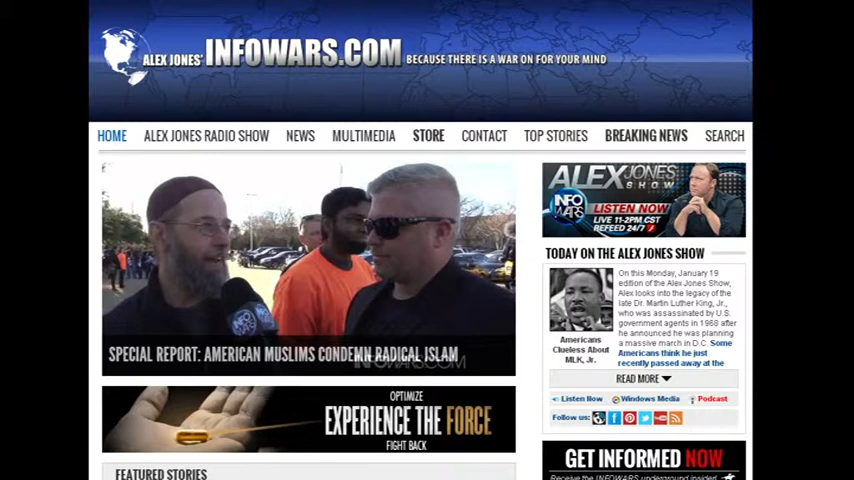 ALEX JONES' INFOWARS.COM BECAUSE THERE IS A WAR ON FOR YOUR MIND
HOME ALEX JONES RADIO SHOW NEWS MULTIMEDIA STORE CONTACT TOP STORIES BREAKING NEWS SEARCH
INFO
WARS
SPECIAL REPORT: AMERICAN MUSLIMS CONDEMN RADICAL ISLAM
INFOWARS.COM
OPTIMIZE
EXPERIENCE THE FORCE
FIGHT BACK
FEATURED STORIES
ALEX JONES
SHOW
INFO
WARS
LISTEN NOW
LIVE 11-2PM CST
REFEED 24/7
TODAY ON THE ALEX JONES SHOW
Americans
Clueless About
MLK, Jr.
On this Monday, January 19
edition of the Alex Jones Show,
Alex looks into the legacy of the
late Dr. Martin Luther King, Jr.,
who was assassinated by U.S.
government agents in 1968 after
he announced he was planning
a massive march in D.C. Some
Americans think he just
recently passed away at the
READ MORE
Listen Now Windows Media Podcast
Follow us:
GET INFORMED NOW
Receive the INFOWARS underground insider!